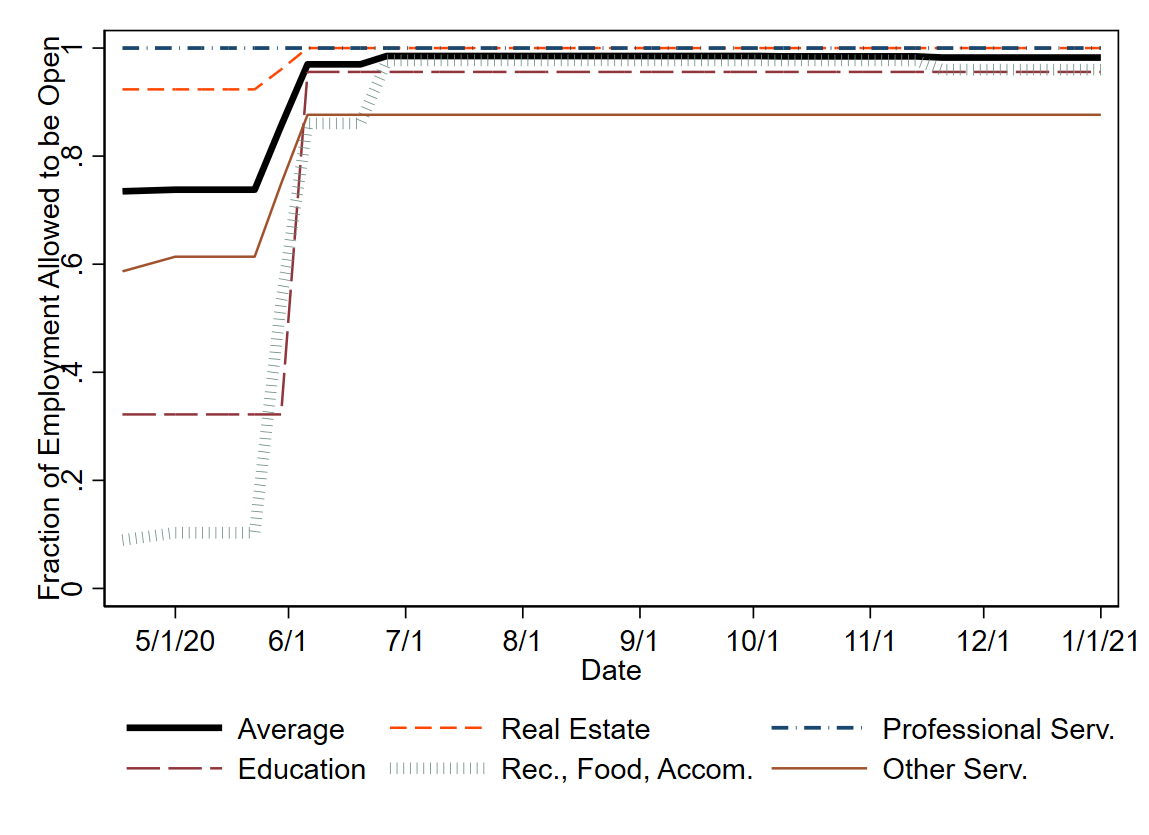 Fraction of Employment Allowed to be Open
1
.8
.6
.4
.2
0
5/1/20 6/1 7/1 8/1 9/1 10/1 11/1 12/1 1/1/21
Date
Average Real Estate Professional Serv.
Education Rec., Food, Accom. Other Serv.